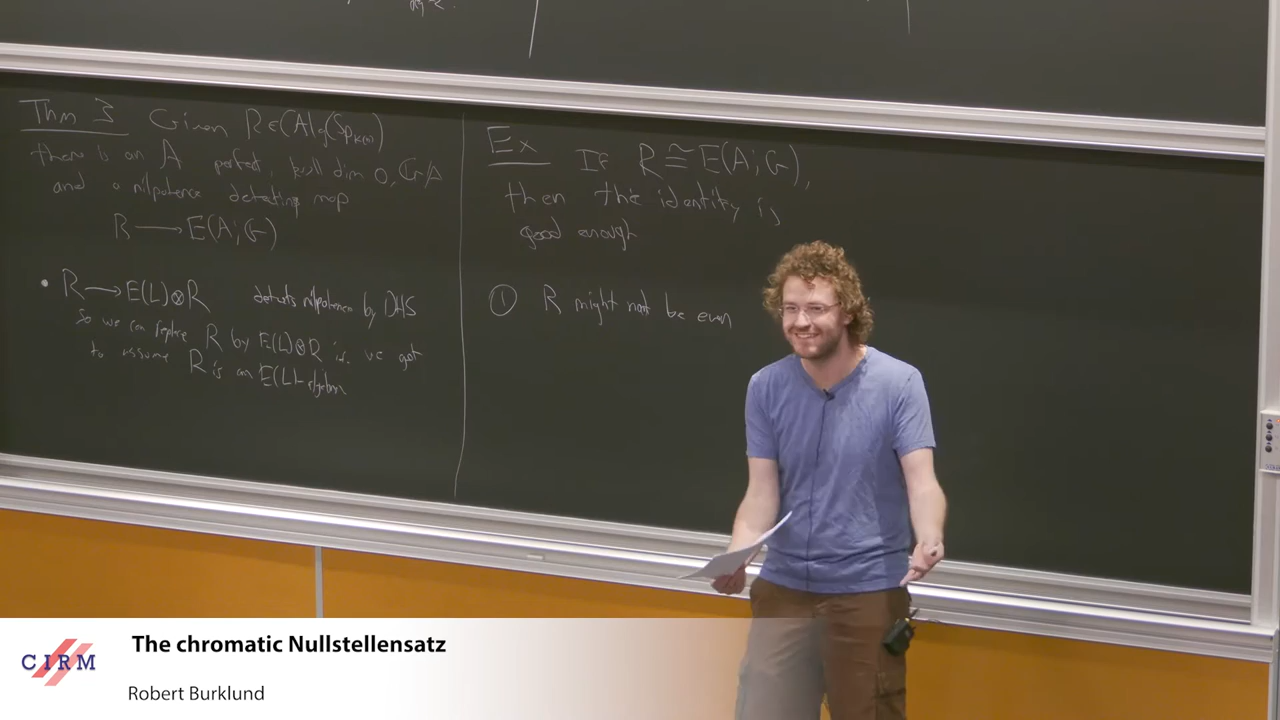 Thm 3 Given R∈CAlg(Sp_K(n))
there is an A perfect, krull dim 0, G/A
and a nilpotence detecting map
R ⟶ E(A;G)
• R ⟶ E(L)⊗R detects nilpotence by DHS
So we can replace R by E(L)⊗R i.e. we get
to assume R is an E(L)-algebra
Ex If R ≅ E(A;G),
then the identity is
good enough
① R might not be even
CIRM
The chromatic Nullstellensatz
Robert Burklund